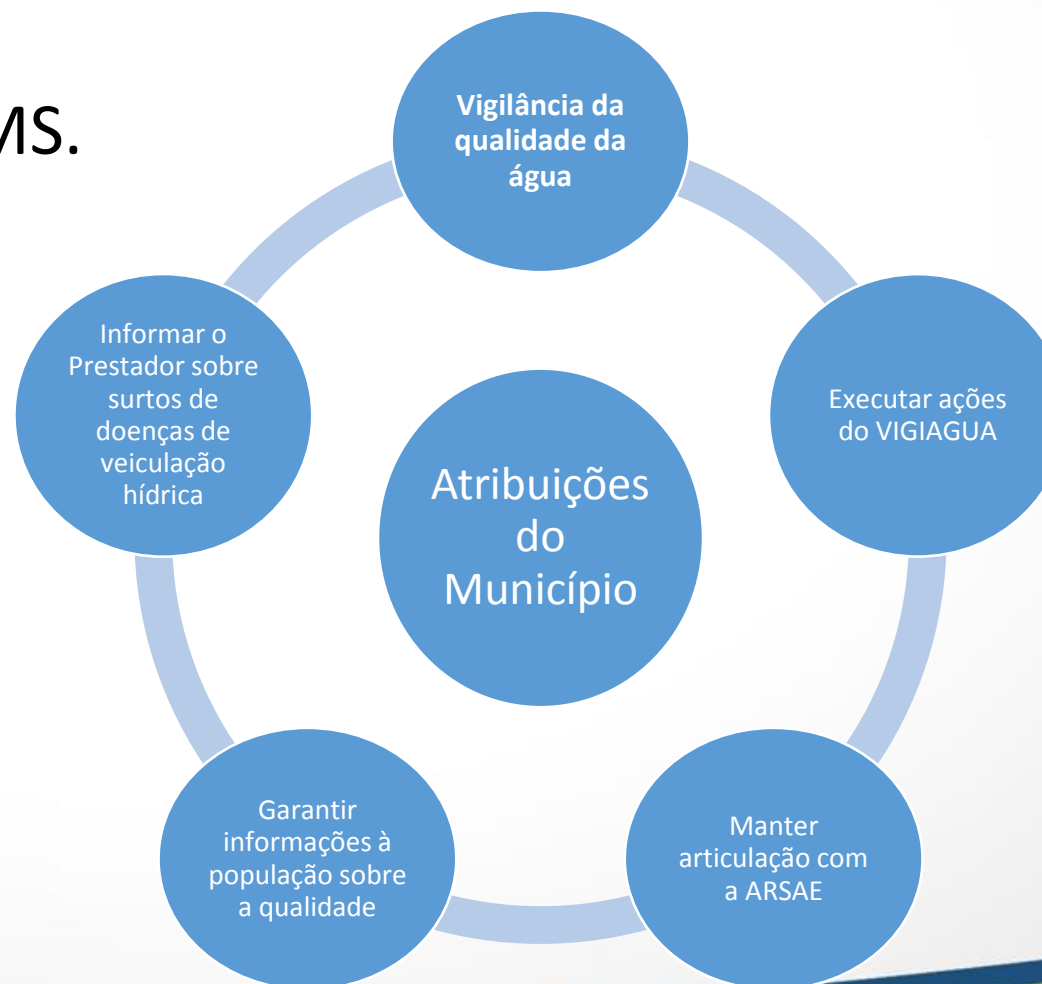 MS.
Vigilância da
qualidade da
água
Executar ações
do VIGIAGUA
Manter
articulação com
a ARSAE
Garantir
informações à
população sobre
a qualidade
Informar o
Prestador sobre
surtos de
doenças de
veiculação
hídrica
Atribuições
do
Município